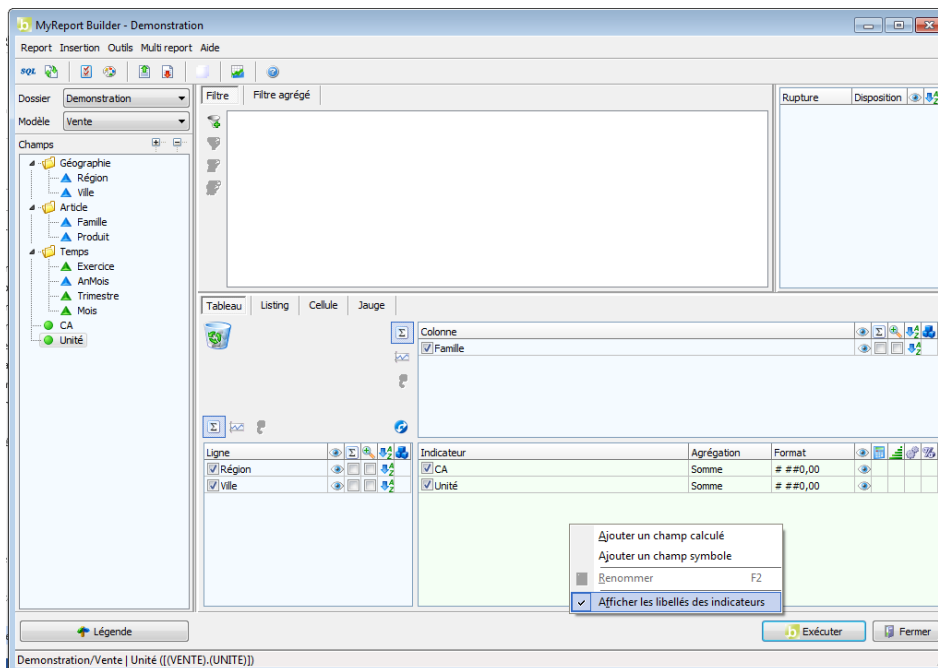 MyReport Builder - Demonstration
Report Insertion Outils Multi report Aide
SQL
Dossier Demonstration
Modèle Vente
Champs
Géographie
Région
Ville
Article
Famille
Produit
Temps
Exercice
AnMois
Trimestre
Mois
CA
Unité
Filtre Filtre agrégé
Rupture Disposition
Tableau Listing Cellule Jauge
Colonne
Famille
Ligne
Région
Ville
Indicateur Agrégation Format
CA Somme # ##0,00
Unité Somme # ##0,00
Ajouter un champ calculé
Ajouter un champ symbole
Renommer F2
Afficher les libellés des indicateurs
Légende
Exécuter Fermer
Demonstration/Vente | Unité ([(VENTE).(UNITE)])